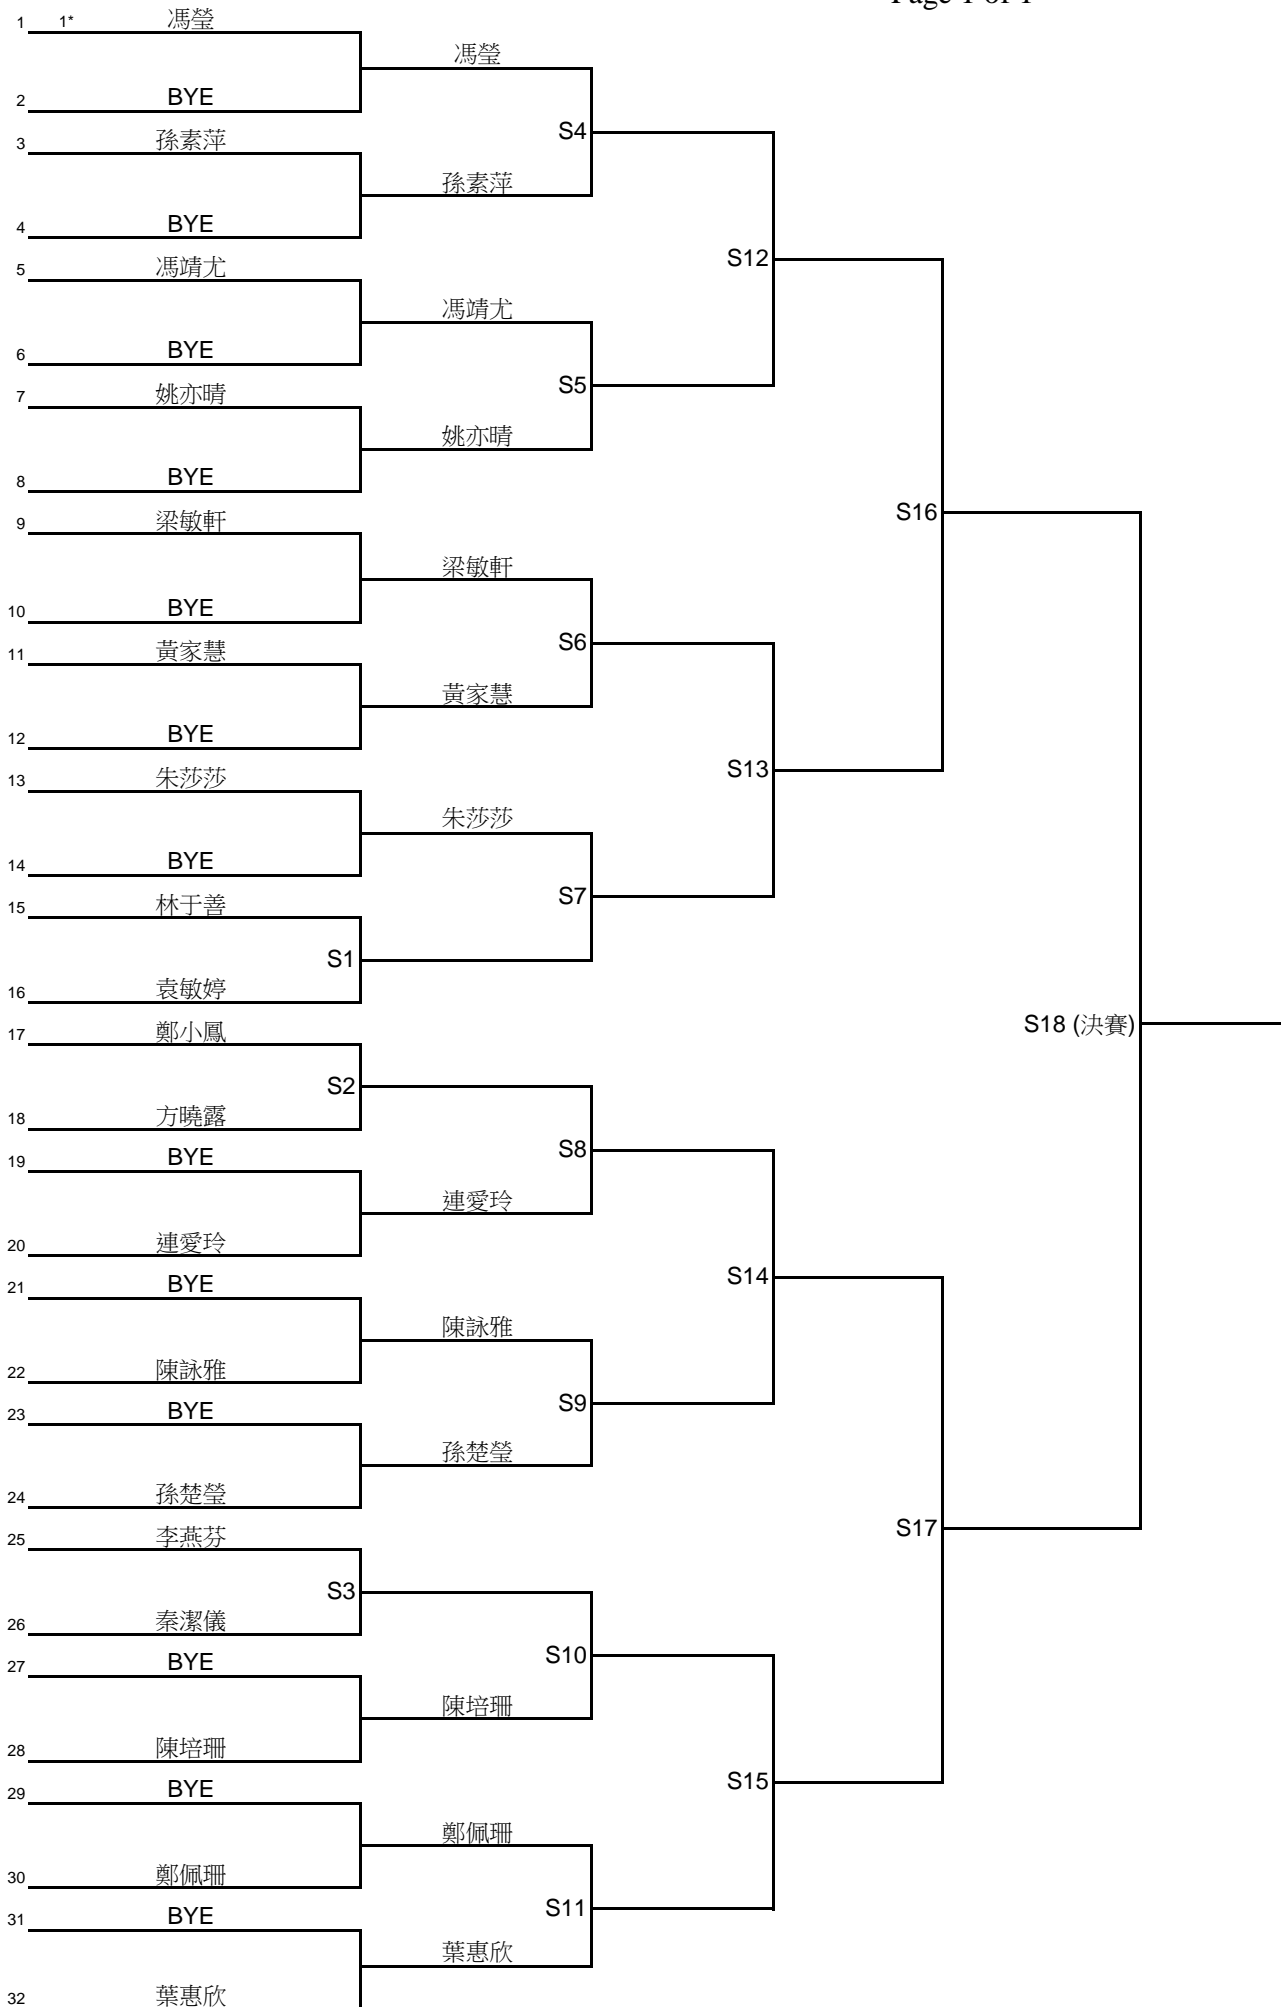 Page 1 of 1
1 1* 馮瑩
馮瑩
2 BYE
S4
3 孫素萍
孫素萍
4 BYE
S12
5 馮靖尤
馮靖尤
6 BYE
S5
7 姚亦晴
姚亦晴
8 BYE
S16
9 梁敏軒
梁敏軒
10 BYE
S6
11 黃家慧
黃家慧
12 BYE
S13
13 朱莎莎
朱莎莎
14 BYE
S7
15 林于善
S1
16 袁敏婷
S18 (決賽)
17 鄭小鳳
S2
18 方曉露
S8
19 BYE
連愛玲
20 連愛玲
S14
21 BYE
陳詠雅
22 陳詠雅
S9
23 BYE
孫楚瑩
24 孫楚瑩
S17
25 李燕芬
S3
26 秦潔儀
S10
27 BYE
陳培珊
28 陳培珊
S15
29 BYE
鄭佩珊
30 鄭佩珊
S11
31 BYE
葉惠欣
32 葉惠欣